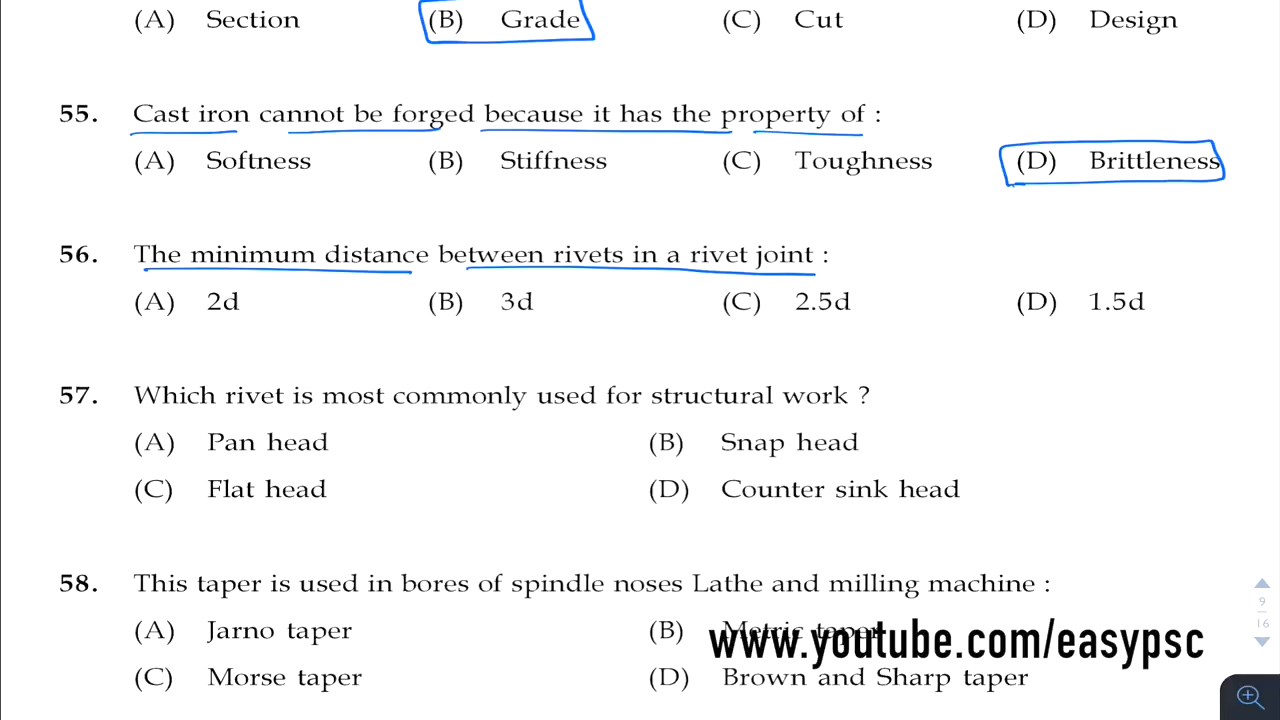 (A) Section (B) Grade (C) Cut (D) Design
55. Cast iron cannot be forged because it has the property of :
(A) Softness (B) Stiffness (C) Toughness (D) Brittleness
56. The minimum distance between rivets in a rivet joint :
(A) 2d (B) 3d (C) 2.5d (D) 1.5d
57. Which rivet is most commonly used for structural work ?
(A) Pan head (B) Snap head
(C) Flat head (D) Counter sink head
58. This taper is used in bores of spindle noses Lathe and milling machine :
(A) Jarno taper (B) Metric taper
www.youtube.com/easypsc
(C) Morse taper (D) Brown and Sharp taper
9
16